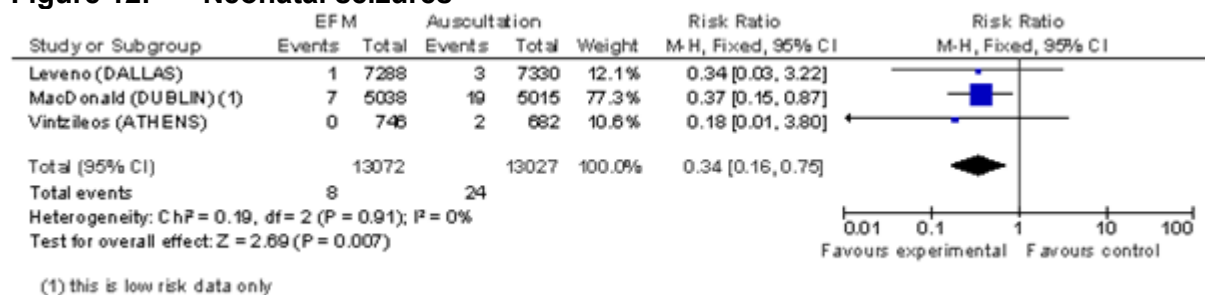 Figure 12: Neonatal seizures
EFM Auscultation Risk Ratio Risk Ratio
Study or Subgroup Events Total Events Total Weight M-H, Fixed, 95% CI M-H, Fixed, 95% CI
Leveno (DALLAS) 1 7288 3 7330 12.1% 0.34 [0.03, 3.22]
MacDonald (DUBLIN) (1) 7 5038 19 5015 77.3% 0.37 [0.15, 0.87]
Vintzileos (ATHENS) 0 746 2 682 10.6% 0.18 [0.01, 3.80]
Total (95% CI) 13072 13027 100.0% 0.34 [0.16, 0.75]
Total events 8 24
Heterogeneity: Chi² = 0.19, df = 2 (P = 0.91); I² = 0%
Test for overall effect: Z = 2.69 (P = 0.007)
0.01 0.1 1 10 100
Favours experimental Favours control
(1) this is low risk data only